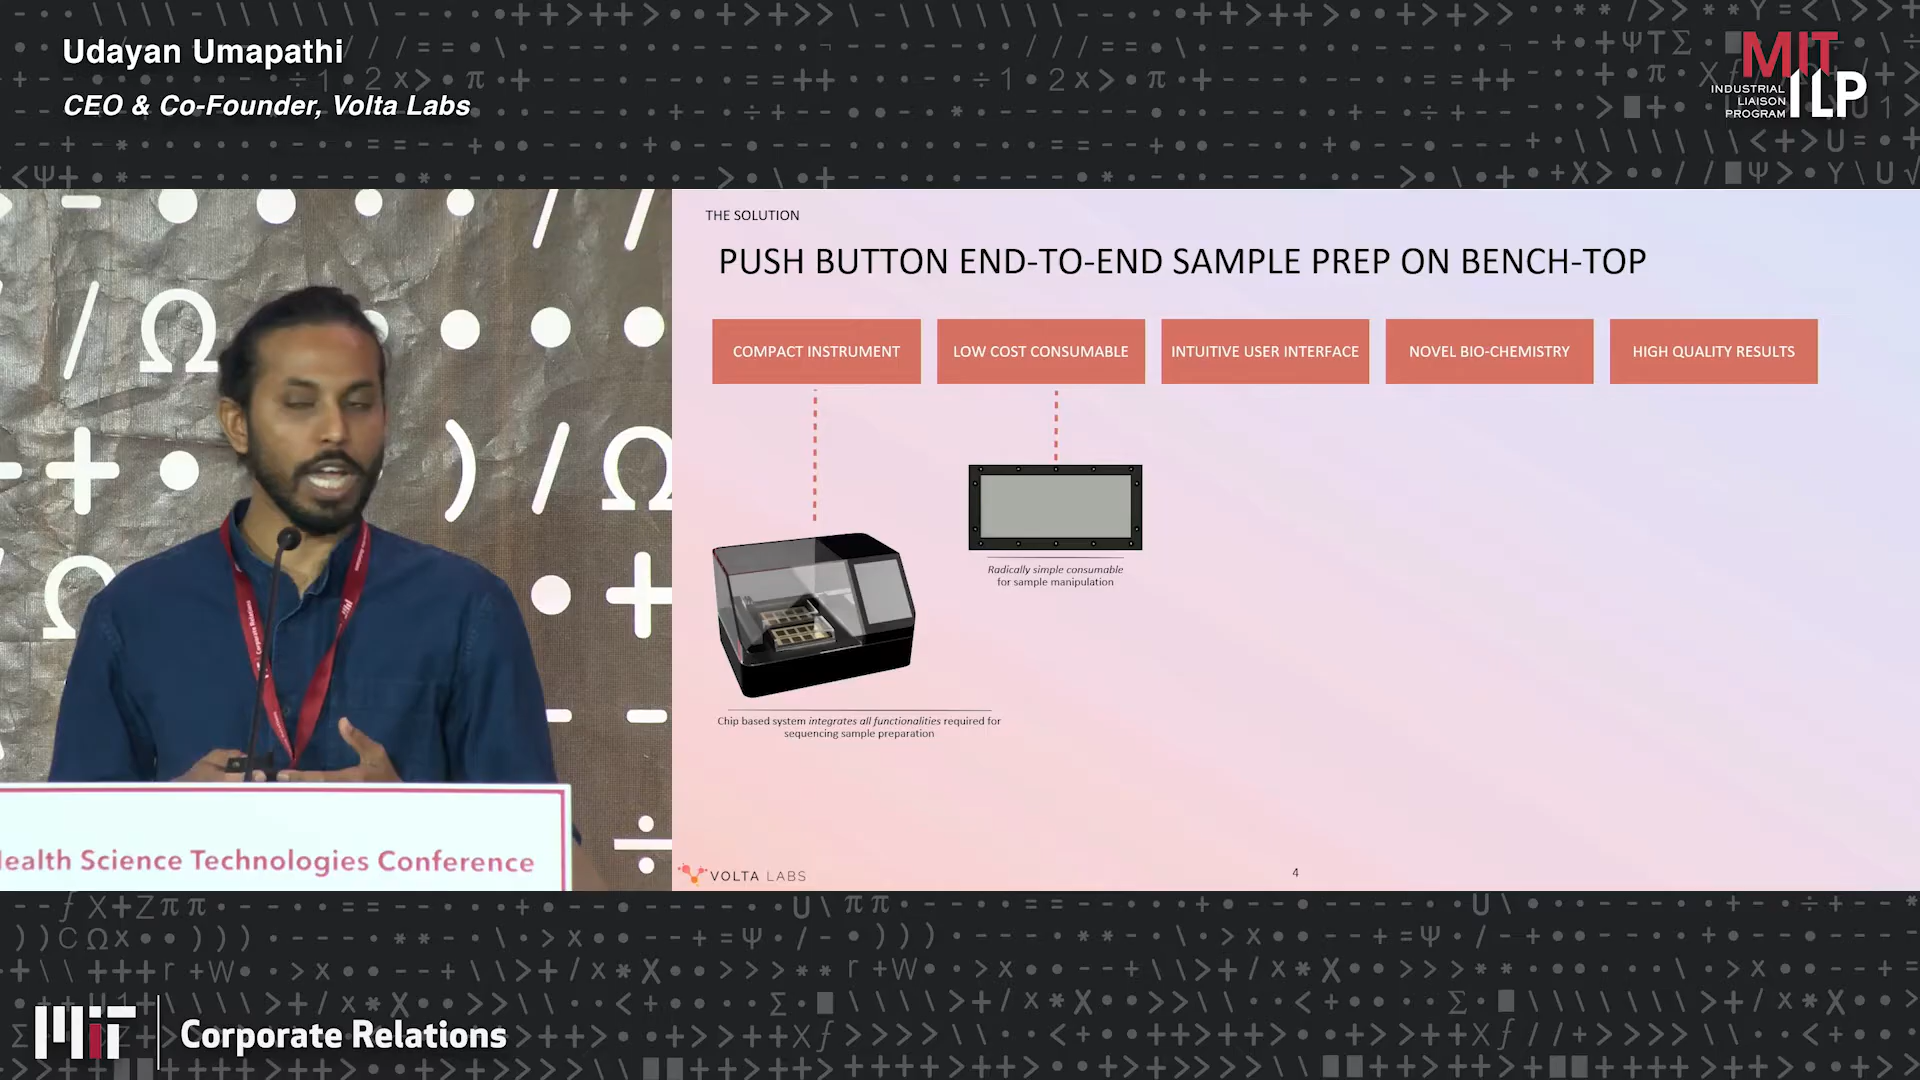 Udayan Umapathi
CEO & Co-Founder, Volta Labs
MIT
ILP
INDUSTRIAL
LIAISON
PROGRAM
THE SOLUTION
PUSH BUTTON END-TO-END SAMPLE PREP ON BENCH-TOP
COMPACT INSTRUMENT
LOW COST CONSUMABLE
INTUITIVE USER INTERFACE
NOVEL BIO-CHEMISTRY
HIGH QUALITY RESULTS
Radically simple consumable
for sample manipulation
Chip based system integrates all functionalities required for
sequencing sample preparation
VOLTA LABS
4
Corporate Relations
ealth Science Technologies Conference
MIT
Corporate Relations